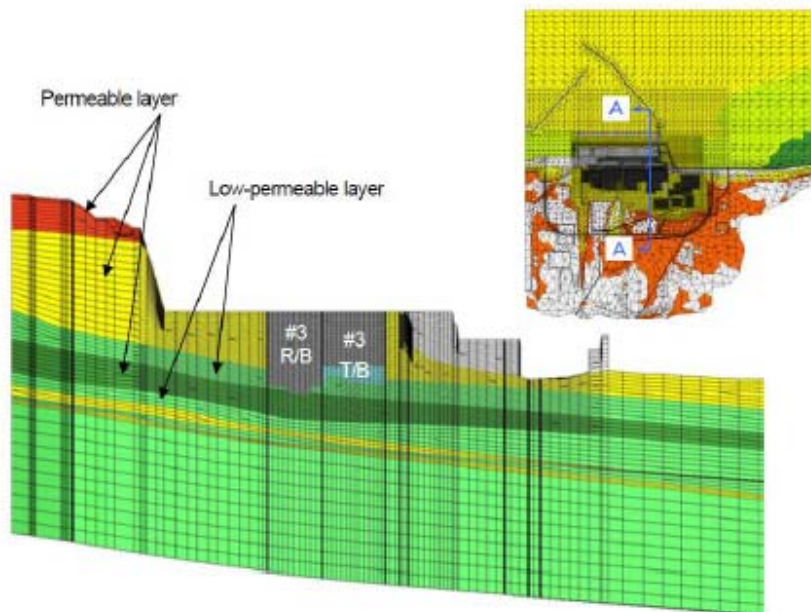 Permeable layer
Low-permeable layer
A
A
#3
R/B
#3
T/B